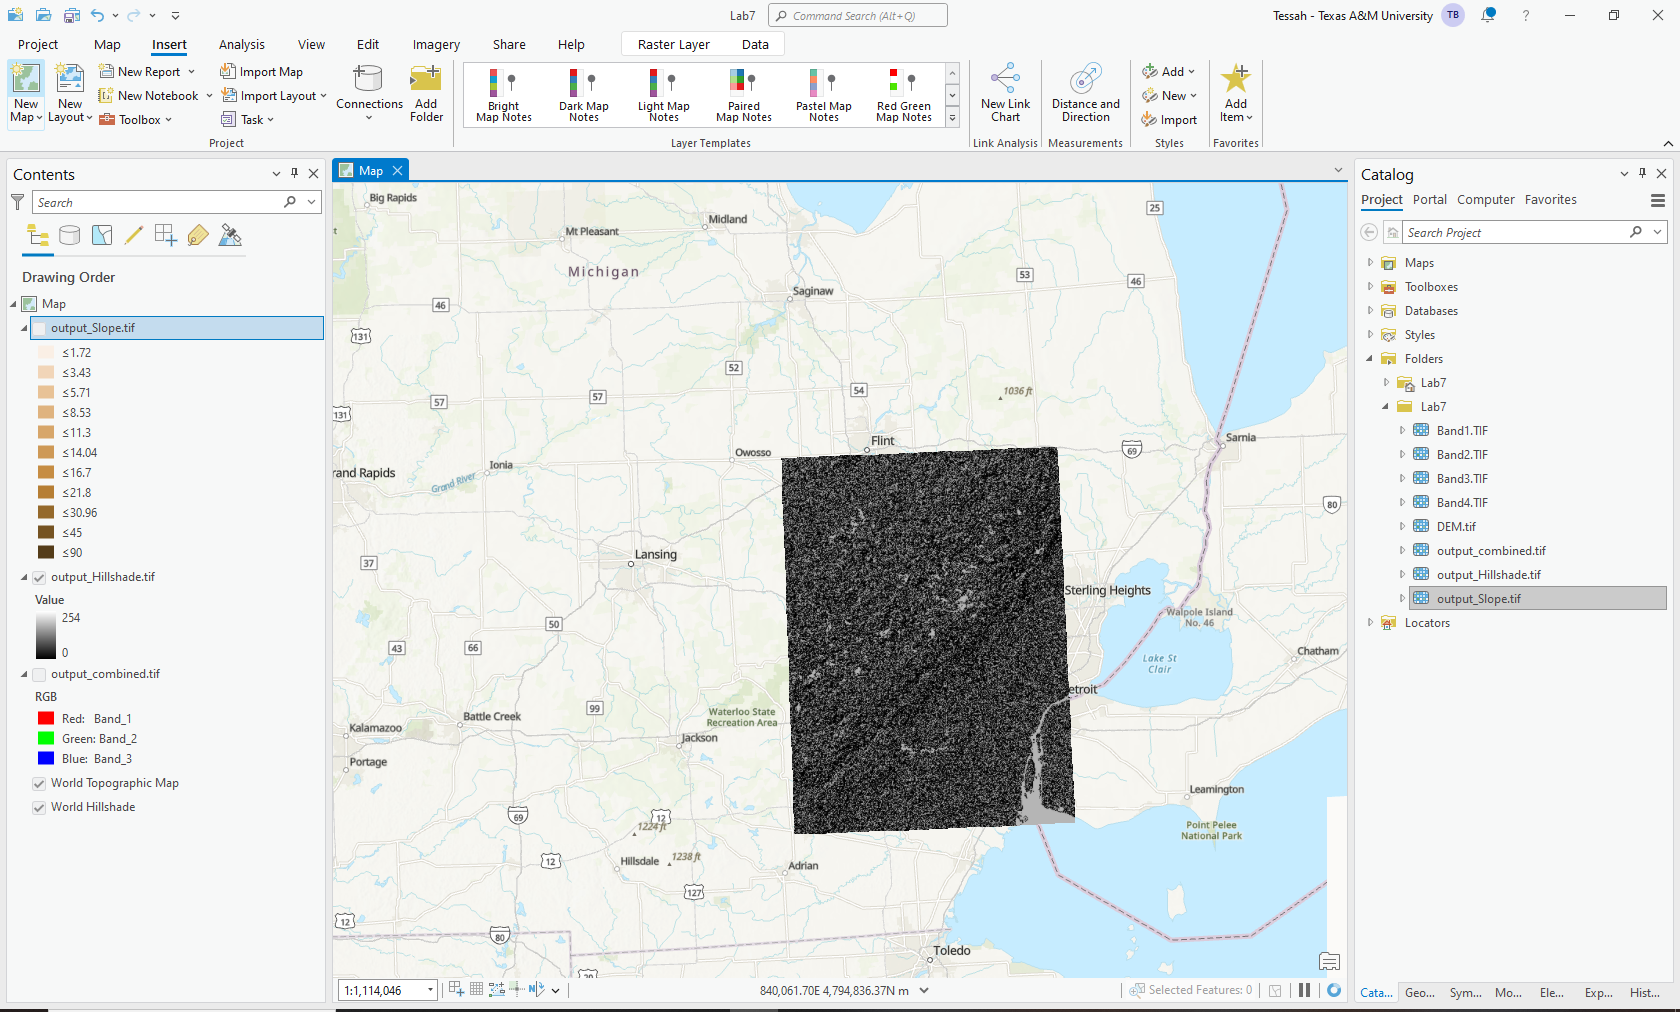 Lab7
Command Search (Alt+Q)
Tessah - Texas A&M University
TB
?
Project
Map
Insert
Analysis
View
Edit
Imagery
Share
Help
Raster Layer
Data
New Map
New Layout
New Report
New Notebook
Toolbox
Import Map
Import Layout
Task
Connections
Add Folder
Project
Bright Map Notes
Dark Map Notes
Light Map Notes
Paired Map Notes
Pastel Map Notes
Red Green Map Notes
Layer Templates
New Link Chart
Link Analysis
Distance and Direction
Measurements
Add
New
Import
Styles
Add Item
Favorites
Contents
Search
Drawing Order
Map
output_Slope.tif
≤1.72
≤3.43
≤5.71
≤8.53
≤11.3
≤14.04
≤16.7
≤21.8
≤30.96
≤45
≤90
output_Hillshade.tif
Value
254
0
output_combined.tif
RGB
Red: Band_1
Green: Band_2
Blue: Band_3
World Topographic Map
World Hillshade
Map
Big Rapids
Midland
25
Mt Pleasant
Michigan
53
46
Saginaw
46
131
52
57
57
54
1036 ft
131
Flint
Sarnia
Owosso
69
Ionia
rand Rapids
Grand River
80
Lansing
37
Sterling Heights
Walpole Island
No. 46
50
43
66
Lake St
Clair
Chatham
etroit
99
Battle Creek
Waterloo State
Recreation Area
Kalamazoo
Jackson
Portage
Leamington
69
12
1224 ft
Point Pelee
National Park
12
Hillsdale
1238 ft
Adrian
127
12
80
Toledo
20
1:1,114,046
840,061.70E 4,794,836.37N m
Selected Features: 0
Catalog
Project
Portal
Computer
Favorites
Search Project
Maps
Toolboxes
Databases
Styles
Folders
Lab7
Lab7
Band1.TIF
Band2.TIF
Band3.TIF
Band4.TIF
DEM.tif
output_combined.tif
output_Hillshade.tif
output_Slope.tif
Locators
Cata...
Geo...
Sym...
Mo...
Ele...
Exp...
Hist...